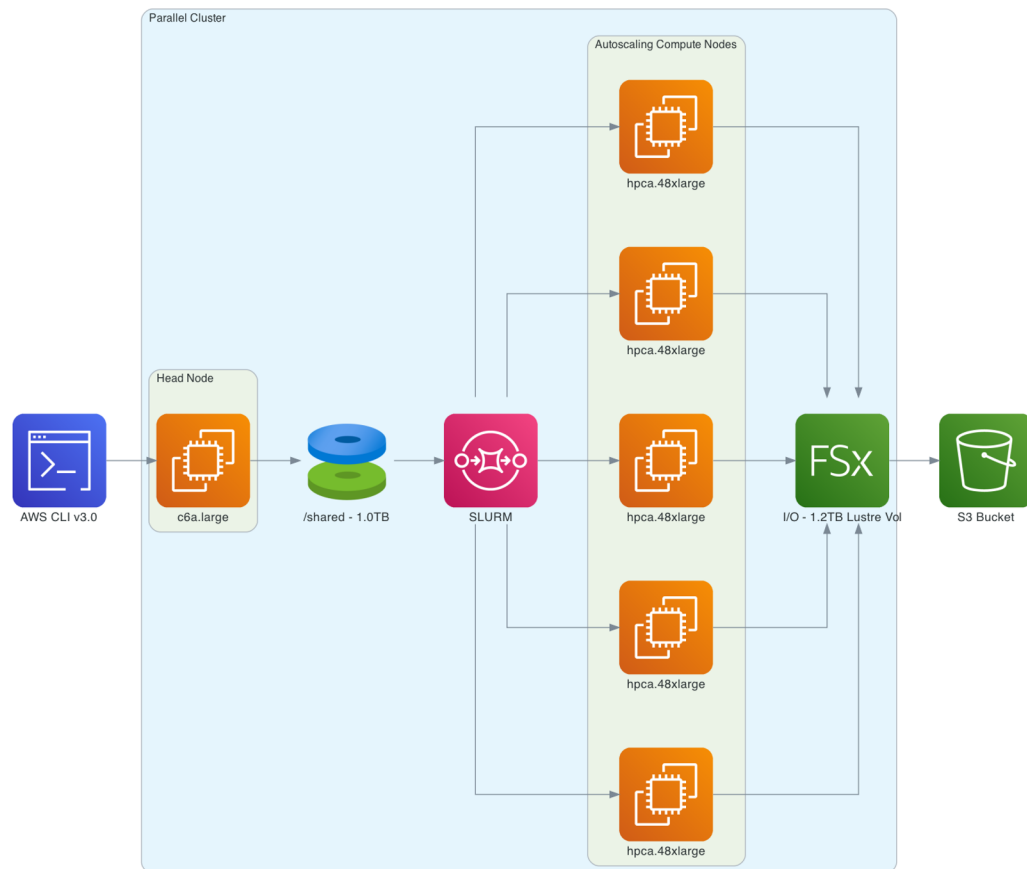 Parallel Cluster
Autoscaling Compute Nodes
hpca.48xlarge
hpca.48xlarge
Head Node
AWS CLI v3.0
c6a.large
/shared - 1.0TB
SLURM
hpca.48xlarge
FSx
I/O - 1.2TB Lustre Vol
S3 Bucket
hpca.48xlarge
hpca.48xlarge